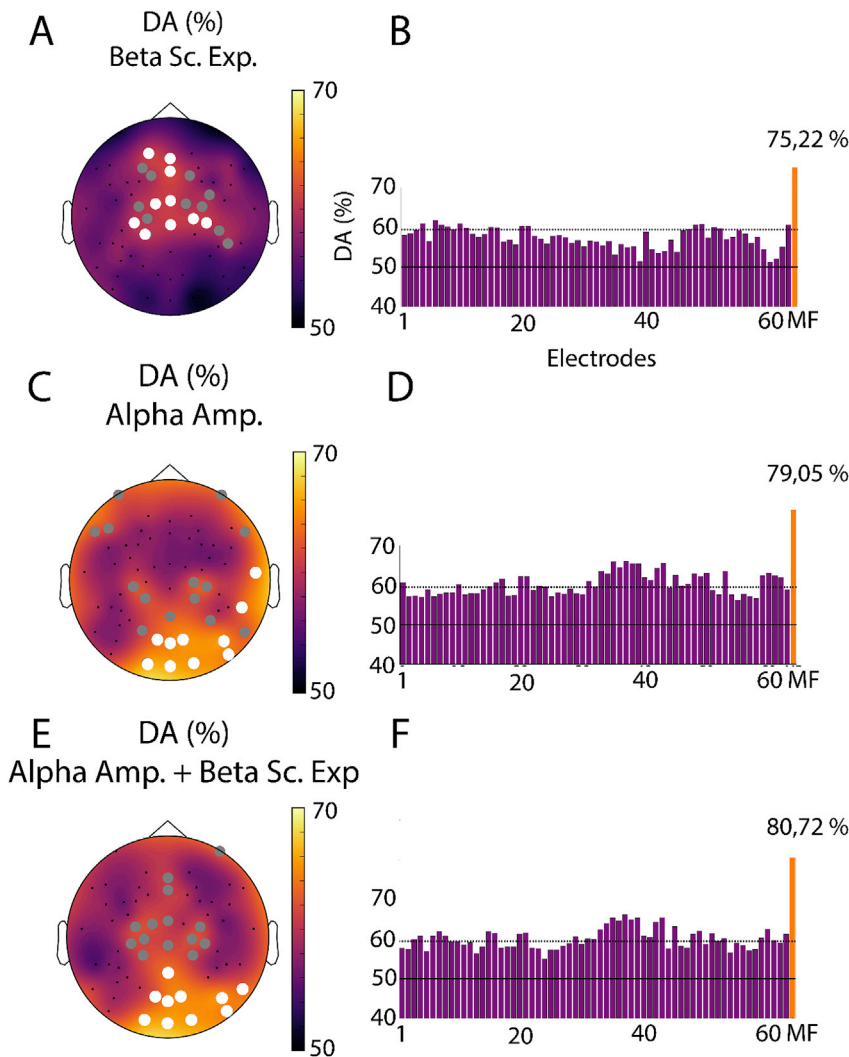 A
DA (%)
Beta Sc. Exp.
70
50
B
75,22 %
DA (%)
70
60
50
40
1
20
40
60 MF
Electrodes
C
DA (%)
Alpha Amp.
70
50
D
79,05 %
70
60
50
40
1
20
40
60 MF
E
DA (%)
Alpha Amp. + Beta Sc. Exp
70
50
F
80,72 %
70
60
50
40
1
20
40
60 MF